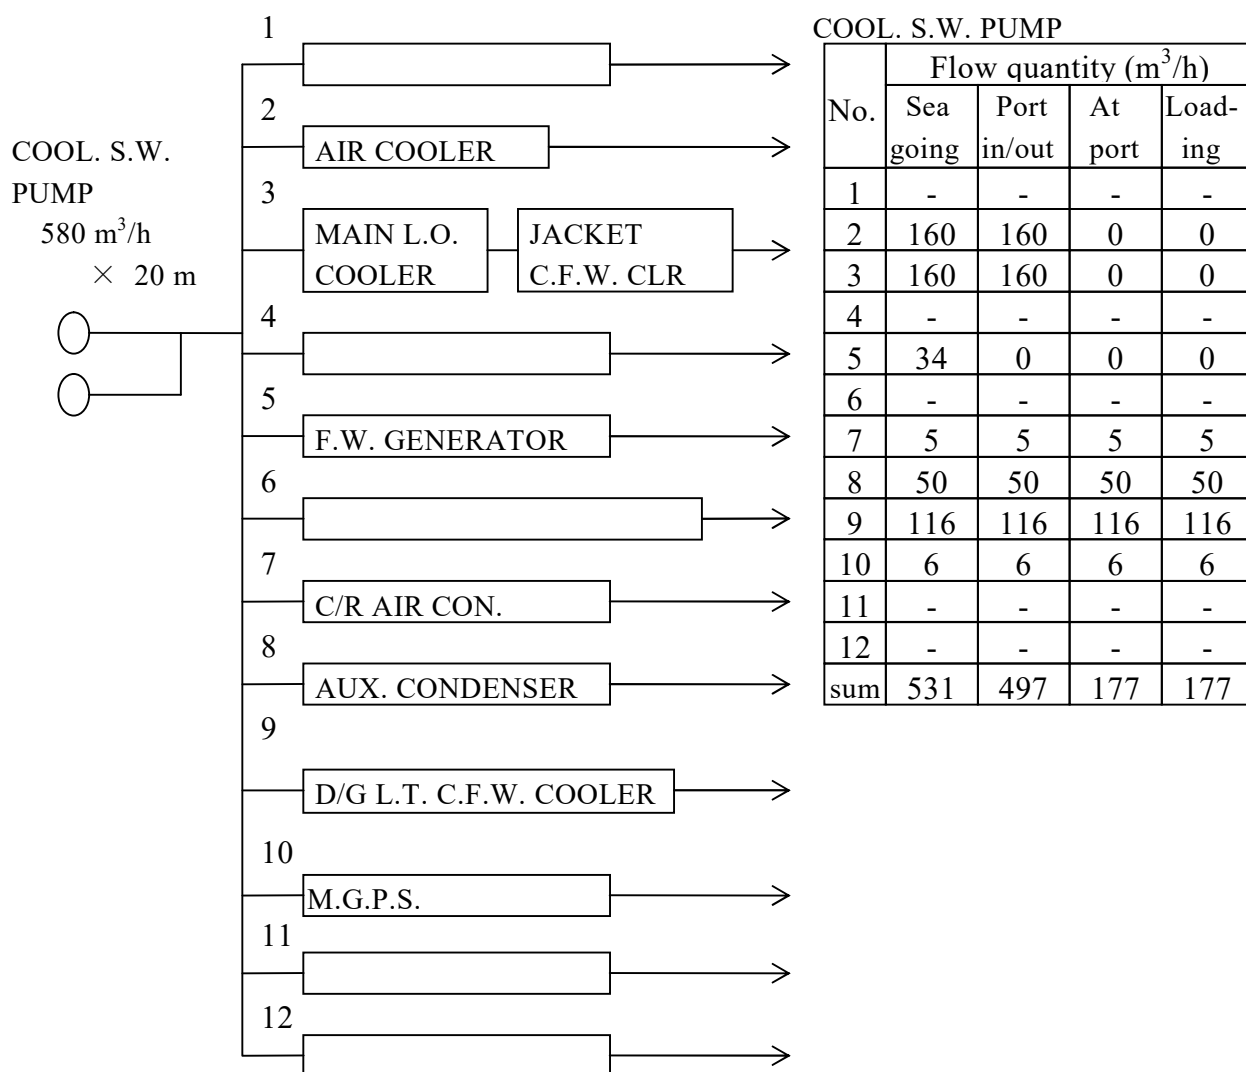 COOL. S.W.
PUMP
580 m³/h
× 20 m
1
2
AIR COOLER
3
MAIN L.O.
COOLER
JACKET
C.F.W. CLR
4
5
F.W. GENERATOR
6
7
C/R AIR CON.
8
AUX. CONDENSER
9
D/G L.T. C.F.W. COOLER
10
M.G.P.S.
11
12
COOL. S.W. PUMP
Flow quantity (m³/h)
No. Sea Port At Load-
going in/out port ing
1 - - - -
2 160 160 0 0
3 160 160 0 0
4 - - - -
5 34 0 0 0
6 - - - -
7 5 5 5 5
8 50 50 50 50
9 116 116 116 116
10 6 6 6 6
11 - - - -
12 - - - -
sum 531 497 177 177